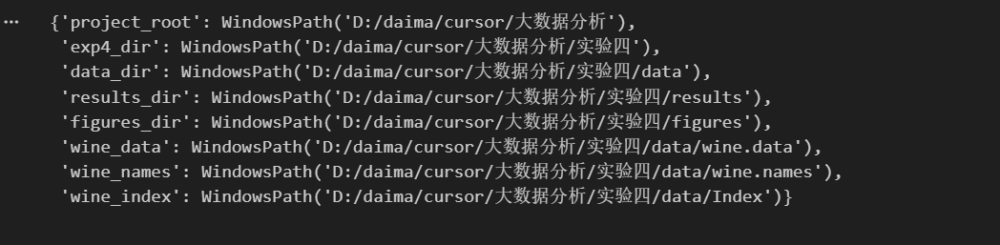 {'project_root': WindowsPath('D:/daima/cursor/大数据分析'),
'exp4_dir': WindowsPath('D:/daima/cursor/大数据分析/实验四'),
'data_dir': WindowsPath('D:/daima/cursor/大数据分析/实验四/data'),
'results_dir': WindowsPath('D:/daima/cursor/大数据分析/实验四/results'),
'figures_dir': WindowsPath('D:/daima/cursor/大数据分析/实验四/figures'),
'wine_data': WindowsPath('D:/daima/cursor/大数据分析/实验四/data/wine.data'),
'wine_names': WindowsPath('D:/daima/cursor/大数据分析/实验四/data/wine.names'),
'wine_index': WindowsPath('D:/daima/cursor/大数据分析/实验四/data/Index')}